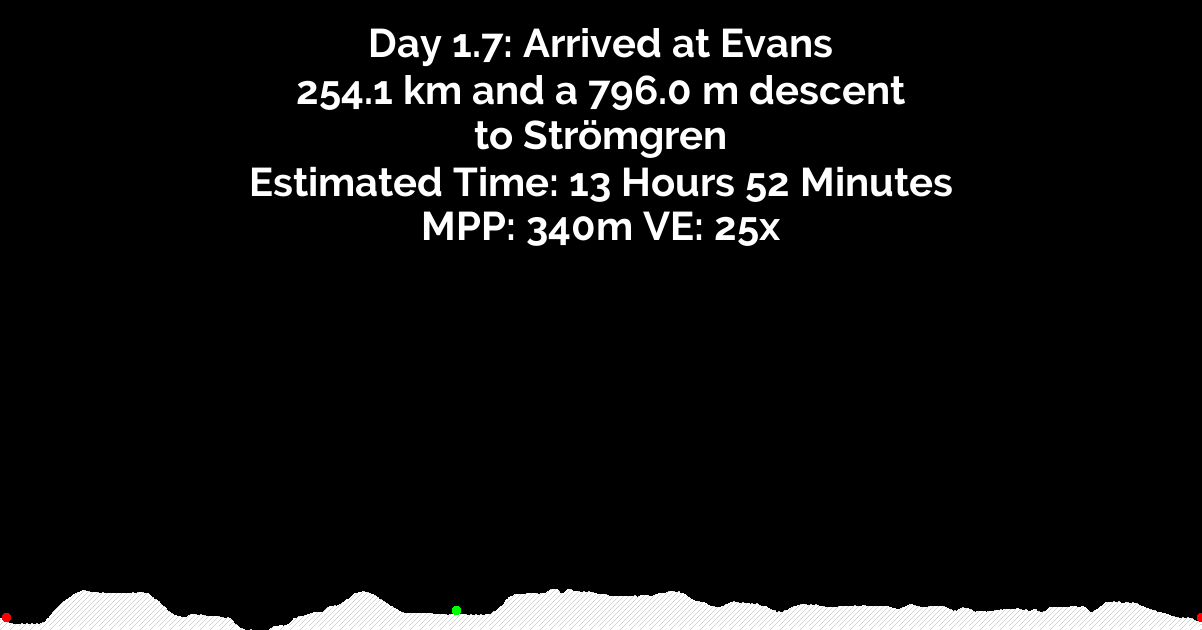 Day 1.7: Arrived at Evans
254.1 km and a 796.0 m descent
to Strömgren
Estimated Time: 13 Hours 52 Minutes
MPP: 340m VE: 25x